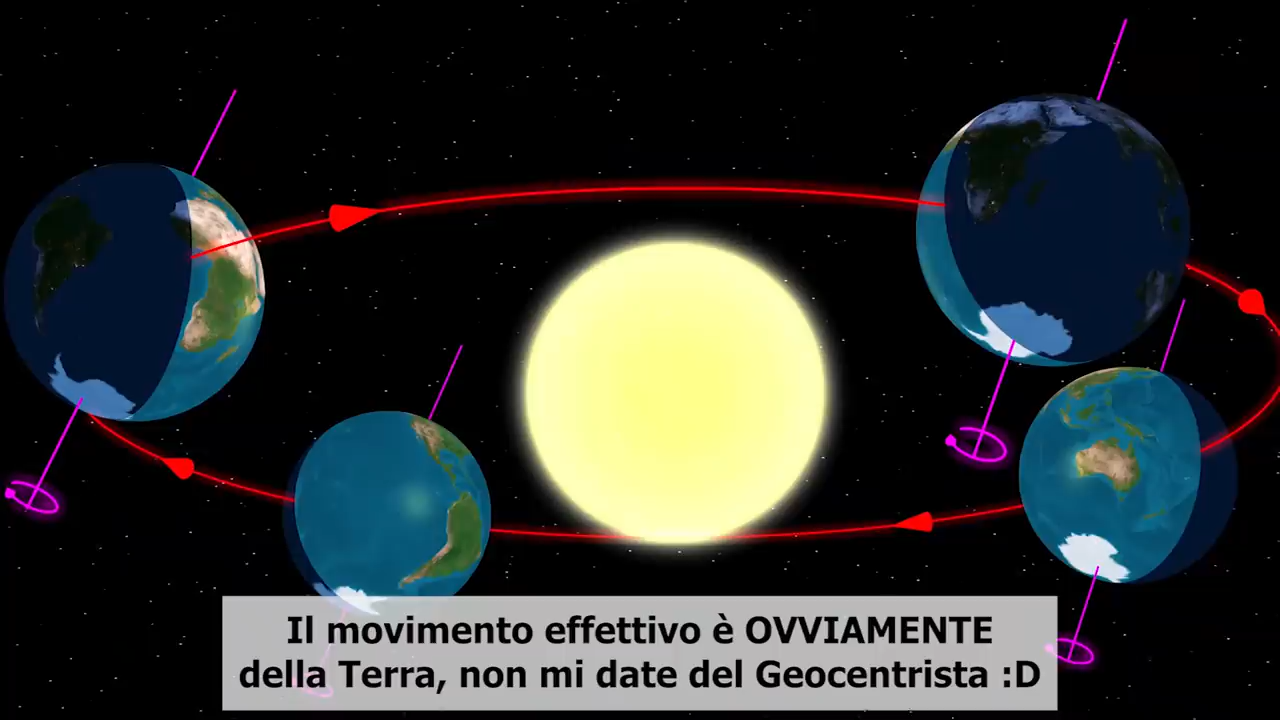 Il movimento effettivo è OVVIAMENTE
della Terra, non mi date del Geocentrista :D